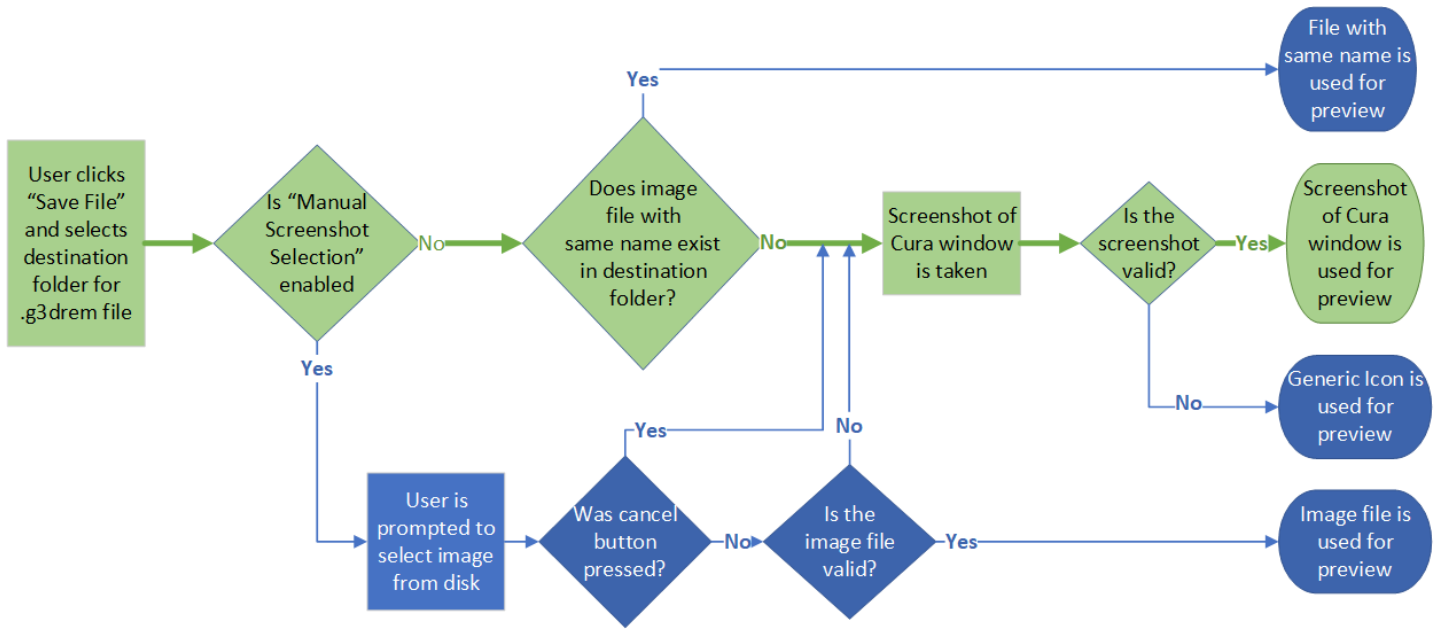 User clicks
“Save File”
and selects
destination
folder for
.g3drem file
Is “Manual
Screenshot
Selection”
enabled
No
Yes
Does image
file with
same name exist
in destination
folder?
Yes
No
File with
same name is
used for
preview
Screenshot of
Cura window
is taken
Is the
screenshot
valid?
Yes
Screenshot
of Cura
window is
used for
preview
No
Generic Icon is
used for
preview
User is
prompted to
select image
from disk
Was cancel
button
pressed?
Yes
No
Is the
image file
valid?
No
Yes
Image file is
used for
preview